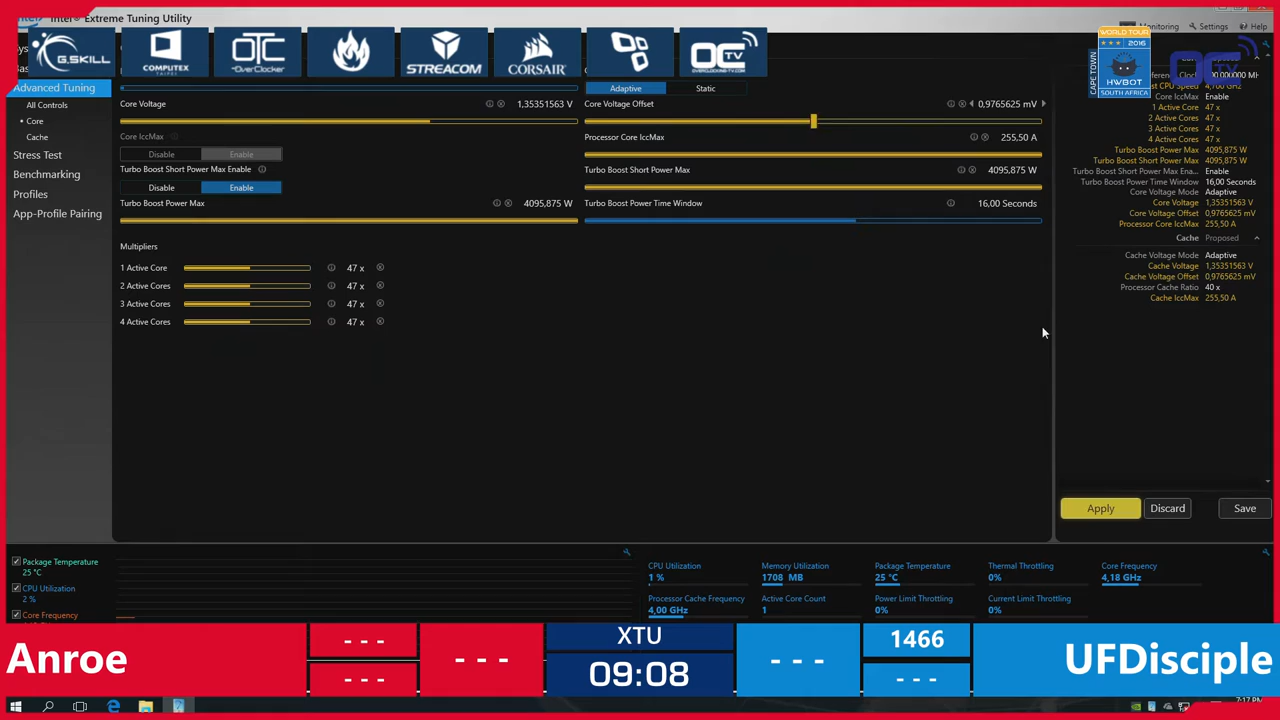 Intel® Extreme Tuning Utility
Monitoring Settings Help
G.SKILL
COMPUTEX
TAIPEI
OTC
OverClocker
STREACOM
CORSAIR
OC
OVERCLOCKING-TV.COM
WORLD TOUR
2016
CAPE TOWN
HWBOT
SOUTH AFRICA
OCTV
Advanced Tuning
All Controls
Core
Cache
Stress Test
Benchmarking
Profiles
App-Profile Pairing
Core Voltage 1,35351563 V
Core IccMax
Disable Enable
Turbo Boost Short Power Max Enable
Disable Enable
Turbo Boost Power Max 4095,875 W
Adaptive Static
Core Voltage Offset 0,9765625 mV
Processor Core IccMax 255,50 A
Turbo Boost Short Power Max 4095,875 W
Turbo Boost Power Time Window 16,00 Seconds
Multipliers
1 Active Core 47 x
2 Active Cores 47 x
3 Active Cores 47 x
4 Active Cores 47 x
Core IccMax Enable
1 Active Core 47 x
2 Active Cores 47 x
3 Active Cores 47 x
4 Active Cores 47 x
Turbo Boost Power Max 4095,875 W
Turbo Boost Short Power Max 4095,875 W
Turbo Boost Short Power Max Ena... Enable
Turbo Boost Power Time Window 16,00 Seconds
Core Voltage Mode Adaptive
Core Voltage 1,35351563 V
Core Voltage Offset 0,9765625 mV
Processor Core IccMax 255,50 A
Cache Proposed
Cache Voltage Mode Adaptive
Cache Voltage 1,35351563 V
Cache Voltage Offset 0,9765625 mV
Processor Cache Ratio 40 x
Cache IccMax 255,50 A
Apply Discard Save
Package Temperature
25 °C
CPU Utilization
2 %
Core Frequency
CPU Utilization
1 %
Memory Utilization
1708 MB
Package Temperature
25 °C
Thermal Throttling
0%
Core Frequency
4,18 GHz
Processor Cache Frequency
4,00 GHz
Active Core Count
1
Power Limit Throttling
0%
Current Limit Throttling
0%
Anroe
- - -
- - -
- - -
XTU
09:08
- - -
1466
- - -
UFDisciple
7:17 PM